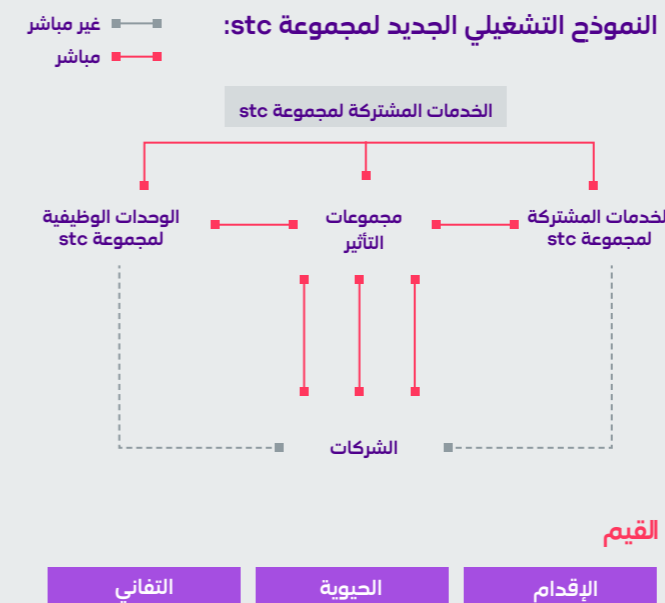 النموذج التشغيلي الجديد لمجموعة stc:
غير مباشر
مباشر
الخدمات المشتركة لمجموعة stc
لخدمات المشتركة
لمجموعة stc
مجموعات
التأثير
الوحدات الوظيفية
لمجموعة stc
الشركات
القيم
الإقدام
الحيوية
التفاني